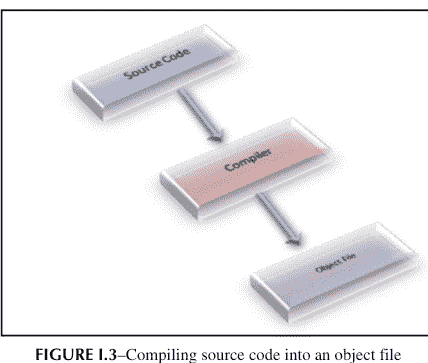 Source Code
Compiler
Object File
FIGURE I.3–Compiling source code into an object file